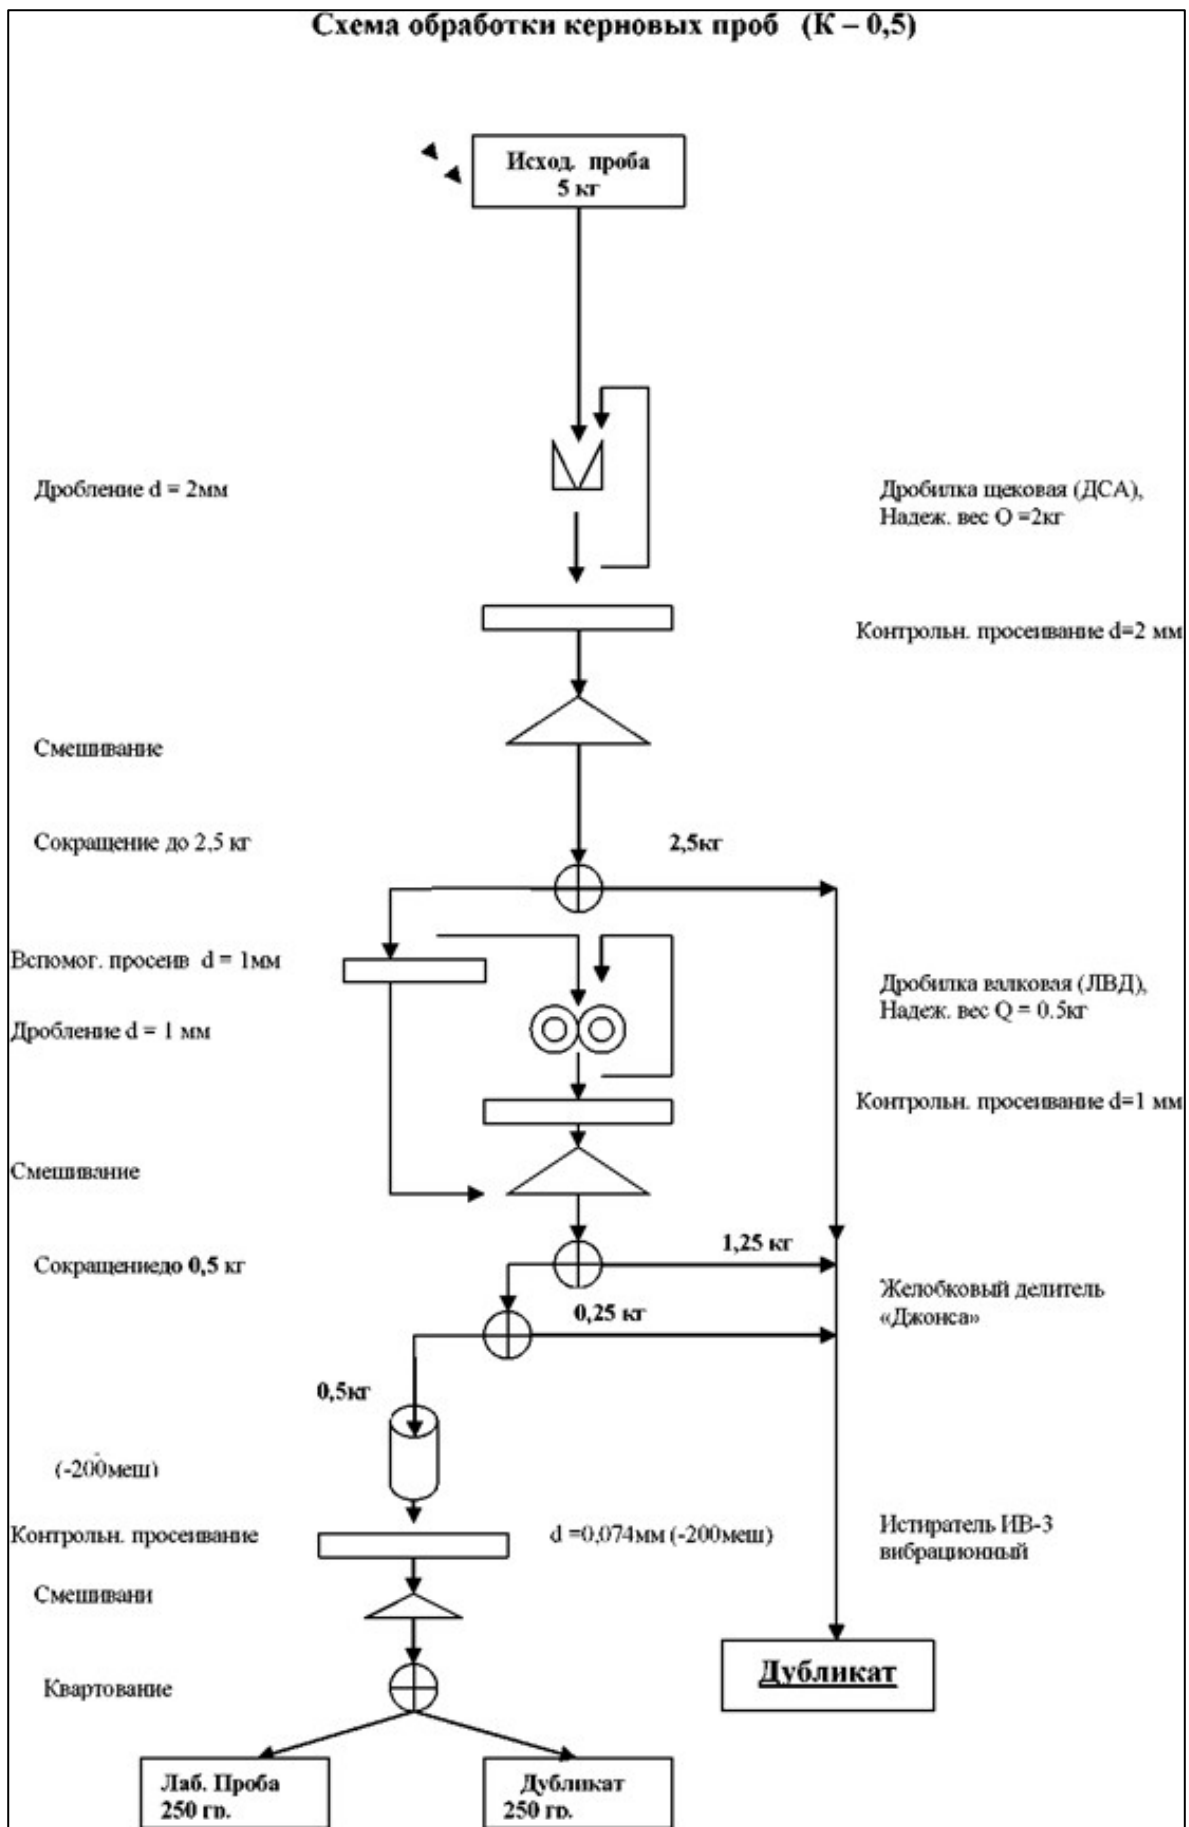 Схема обработки керновых проб (К – 0,5)
Исход. проба
5 кг
Дробление d = 2мм
Дробилка щековая (ДСА),
Надеж. вес Q =2кг
Контрольн. просеивание d=2 мм
Смешивание
Сокращение до 2,5 кг
2,5кг
Вспомог. просеив d = 1мм
Дробилка валковая (ЛВД),
Надеж. вес Q = 0.5кг
Дробление d = 1 мм
Контрольн. просеивание d=1 мм
Смешивание
Сокращениедо 0,5 кг
1,25 кг
Желобковый делитель
«Джонса»
0,25 кг
0,5кг
(-200меш)
Контрольн. просеивание
d =0,074мм (-200меш)
Истиратель ИВ-3
вибрационный
Смешивани
Квартование
Дубликат
Лаб. Проба
250 гр.
Дубликат
250 гр.